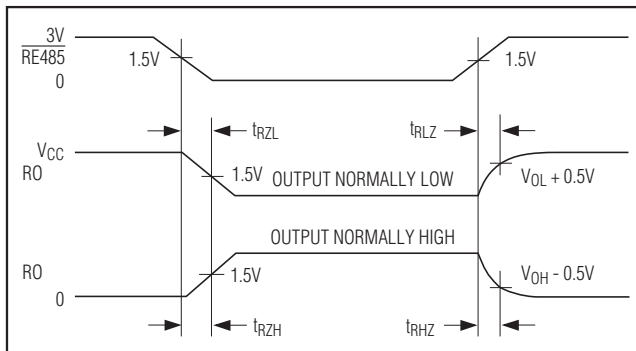 3V
RE485
0
1.5V
1.5V
tRZL
tRLZ
VCC
RO
1.5V
OUTPUT NORMALLY LOW
VOL + 0.5V
OUTPUT NORMALLY HIGH
RO
0
1.5V
VOH - 0.5V
tRZH
tRHZ